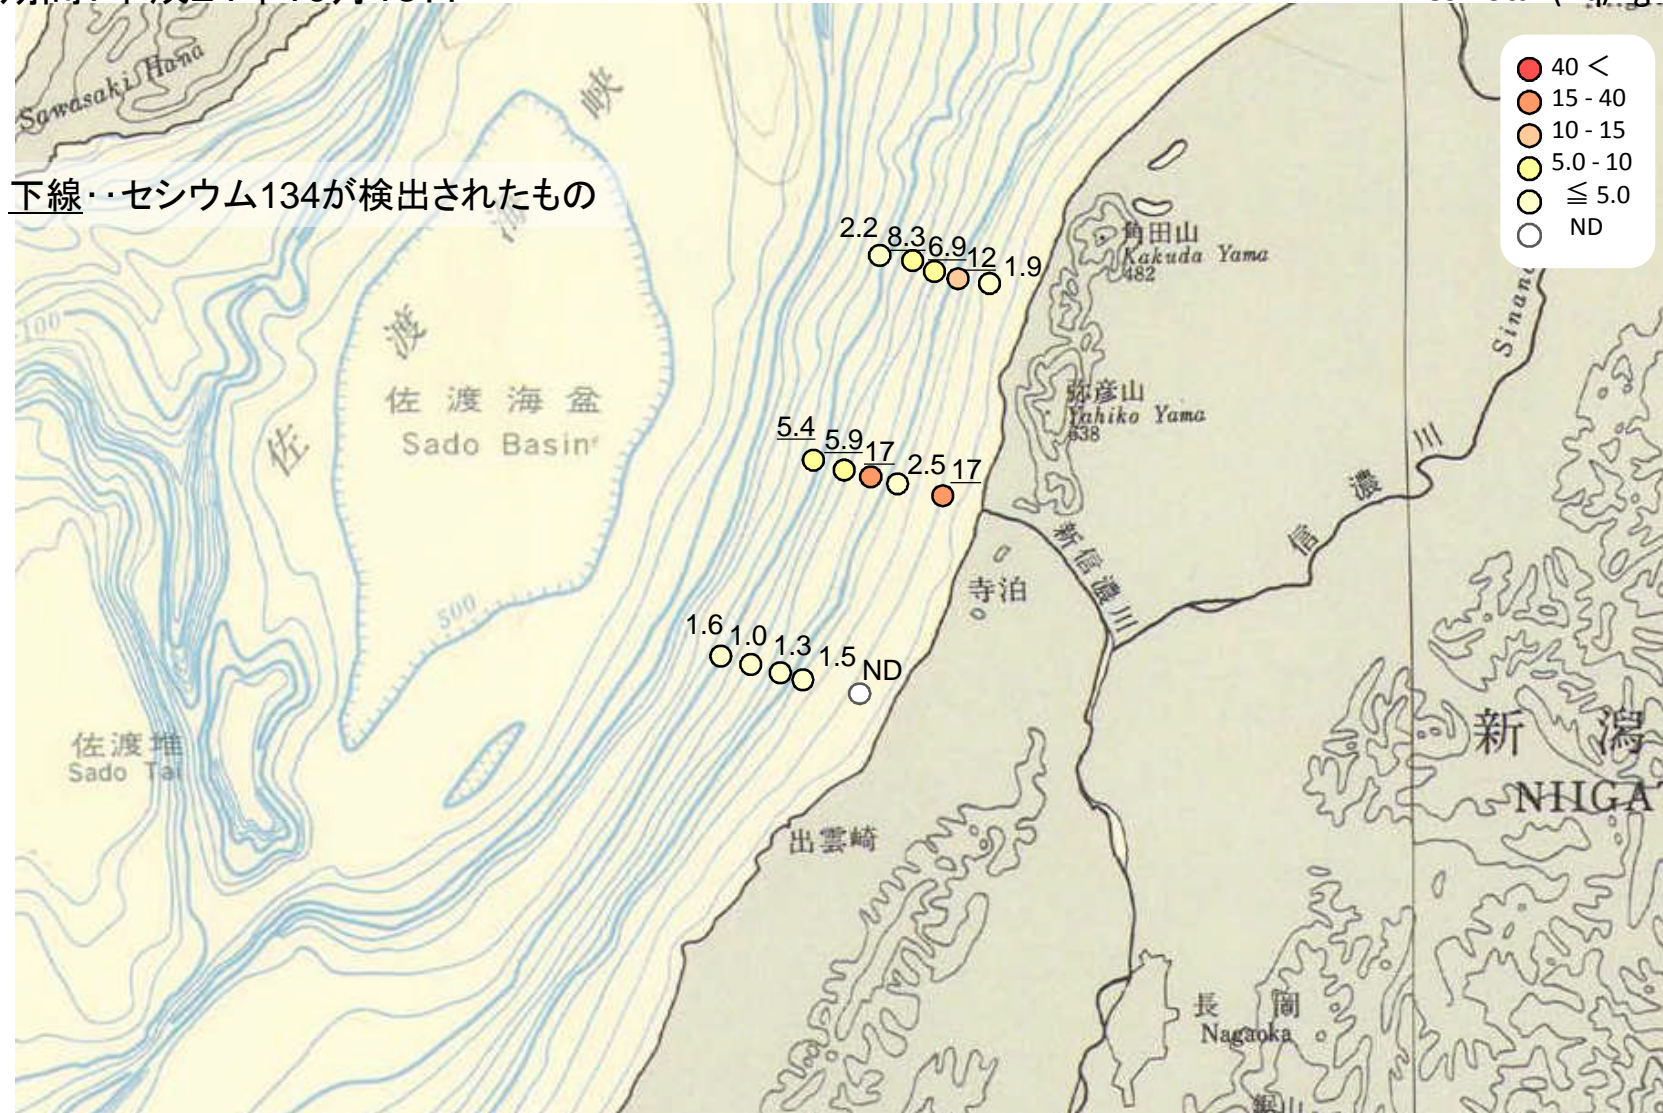 Sawasaki Hana
峡
海
渡
佐
下線‥セシウム134が検出されたもの
40 <
15 - 40
10 - 15
5.0 - 10
≦ 5.0
ND
2.2
8.3
6.9
12
1.9
角田山
Kakuda Yama
482
100
佐渡海盆
Sado Basin
弥彦山
Yahiko Yama
638
5.4
5.9
17
2.5
17
新信濃川
信濃川
寺泊
500
1.6
1.0
1.3
1.5
ND
佐渡堆
Sado Tai
新潟
NIIGA
出雲崎
長岡
Nagaoka